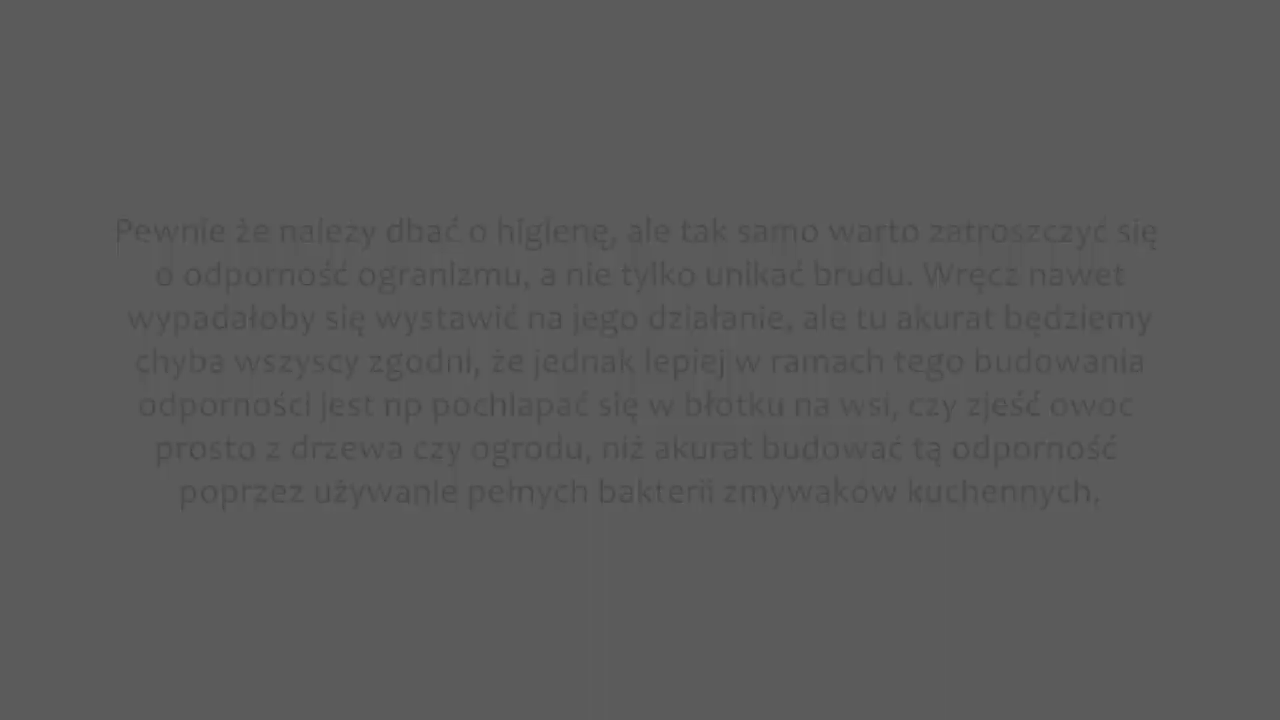 Pewnie że należy dbać o higienę, ale tak samo warto zatroszczyć się
o odporność ogranizmu, a nie tylko unikać brudu. Wręcz nawet
wypadałoby się wystawić na jego działanie, ale tu akurat będziemy
chyba wszyscy zgodni, że jednak lepiej w ramach tego budowania
odporności jest np pochlapać się w błotku na wsi, czy zjeść owoc
prosto z drzewa czy ogrodu, niż akurat budować tą odporność
poprzez używanie pełnych bakterii zmywaków kuchennych.